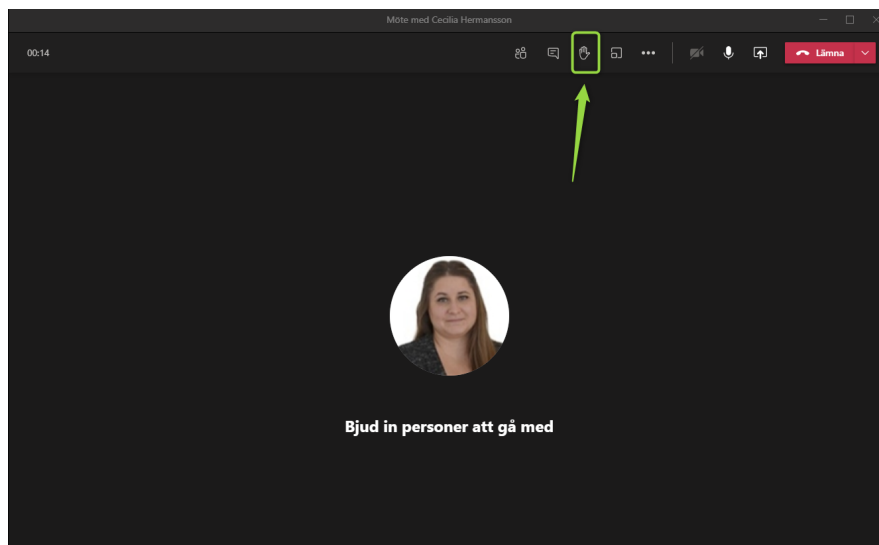 Möte med Cecilia Hermansson
00:14
Lämna
Bjud in personer att gå med